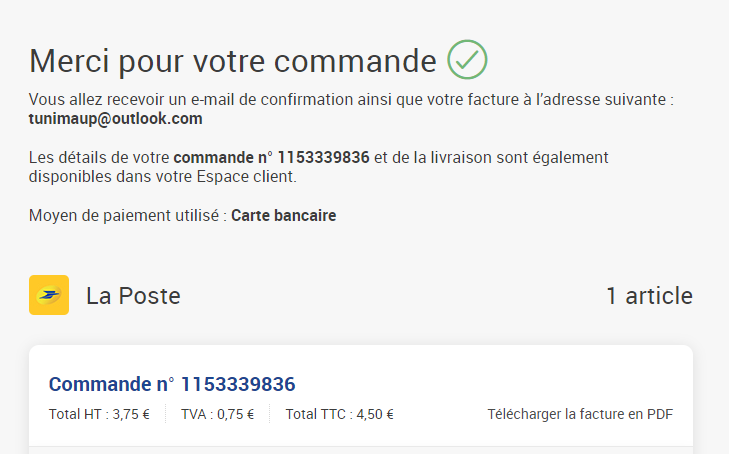 Merci pour votre commande
Vous allez recevoir un e-mail de confirmation ainsi que votre facture à l'adresse suivante :
tunimaup@outlook.com
Les détails de votre commande n° 1153339836 et de la livraison sont également
disponibles dans votre Espace client.
Moyen de paiement utilisé : Carte bancaire
La Poste 1 article
Commande n° 1153339836
Total HT : 3,75 € TVA : 0,75 € Total TTC : 4,50 € Télécharger la facture en PDF